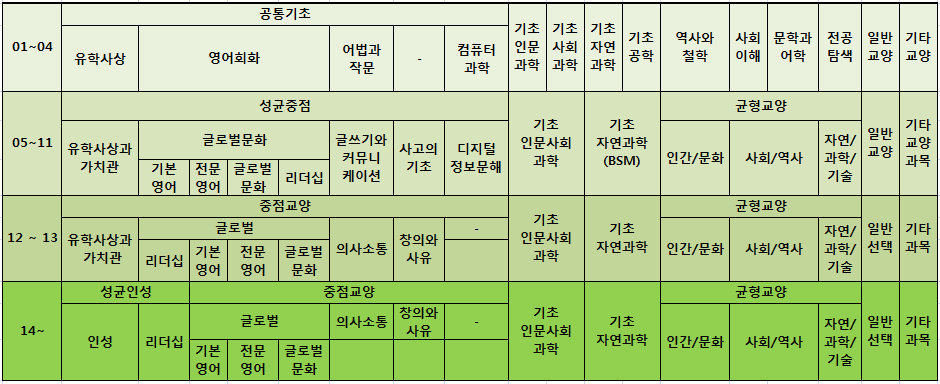 01~04
공통기초
유학사상
영어회화
어법과
작문
-
컴퓨터
과학
기초
인문
과학
기초
사회
과학
기초
자연
과학
기초
공학
역사와
철학
사회
이해
문학과
어학
전공
탐색
일반
교양
기타
교양
05~11
성균중점
유학사상과
가치관
글로벌문화
기본
영어
전문
영어
글로벌
문화
리더십
글쓰기와
커뮤니
케이션
사고의
기초
디지털
정보문해
기초
인문사회
과학
기초
자연과학
(BSM)
균형교양
인간/문화
사회/역사
자연/
과학/
기술
일반
교양
기타
교양
과목
12 ~ 13
중점교양
유학사상과
가치관
글로벌
리더십
기본
영어
전문
영어
글로벌
문화
의사소통
창의와
사유
-
기초
인문사회
과학
기초
자연과학
균형교양
인간/문화
사회/역사
자연/
과학/
기술
일반
선택
기타
과목
14~
성균인성
인성
리더십
중점교양
글로벌
기본
영어
전문
영어
글로벌
문화
의사소통
창의와
사유
-
기초
인문사회
과학
기초
자연과학
균형교양
인간/문화
사회/역사
자연/
과학/
기술
일반
선택
기타
과목